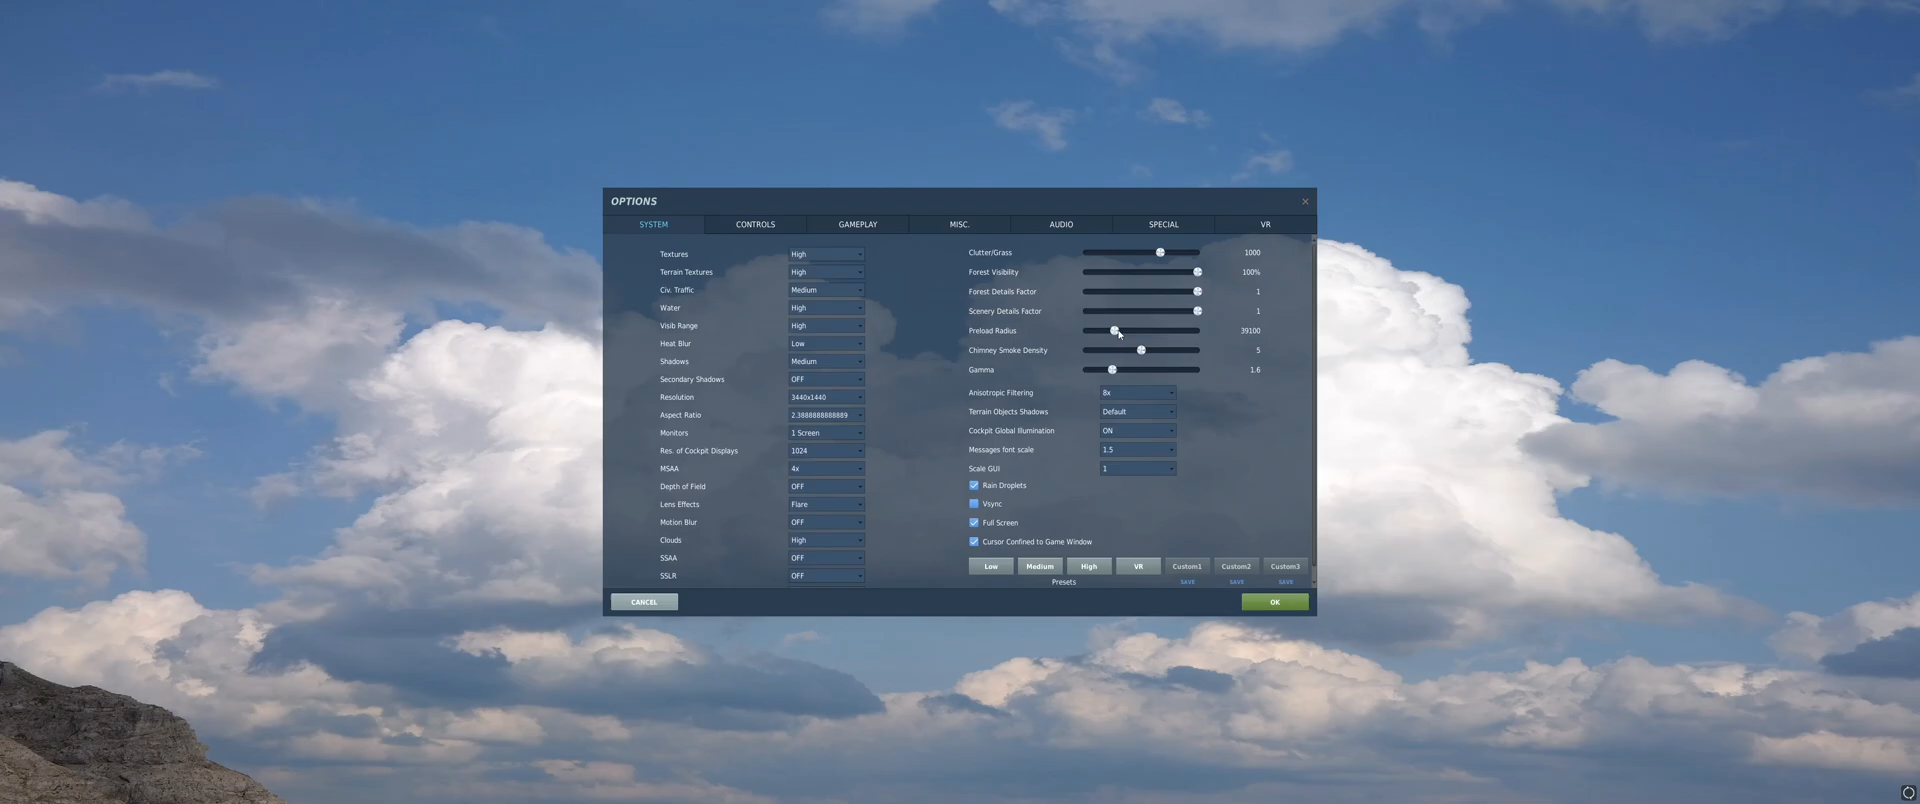 OPTIONS
SYSTEM CONTROLS GAMEPLAY MISC. AUDIO SPECIAL VR
Textures High
Terrain Textures High
Civ. Traffic Medium
Water High
Visib Range High
Heat Blur Low
Shadows Medium
Secondary Shadows OFF
Resolution 3440x1440
Aspect Ratio 2.3888888888889
Monitors 1 Screen
Res. of Cockpit Displays 1024
MSAA 4x
Depth of Field OFF
Lens Effects Flare
Motion Blur OFF
Clouds High
SSAA OFF
SSLR OFF
Clutter/Grass 1000
Forest Visibility 100%
Forest Details Factor 1
Scenery Details Factor 1
Preload Radius 39100
Chimney Smoke Density 5
Gamma 1.6
Anisotropic Filtering 8x
Terrain Objects Shadows Default
Cockpit Global Illumination ON
Messages font scale 1.5
Scale GUI 1
Rain Droplets
Vsync
Full Screen
Cursor Confined to Game Window
Low Medium High VR Custom1 Custom2 Custom3
Presets SAVE SAVE SAVE
CANCEL OK